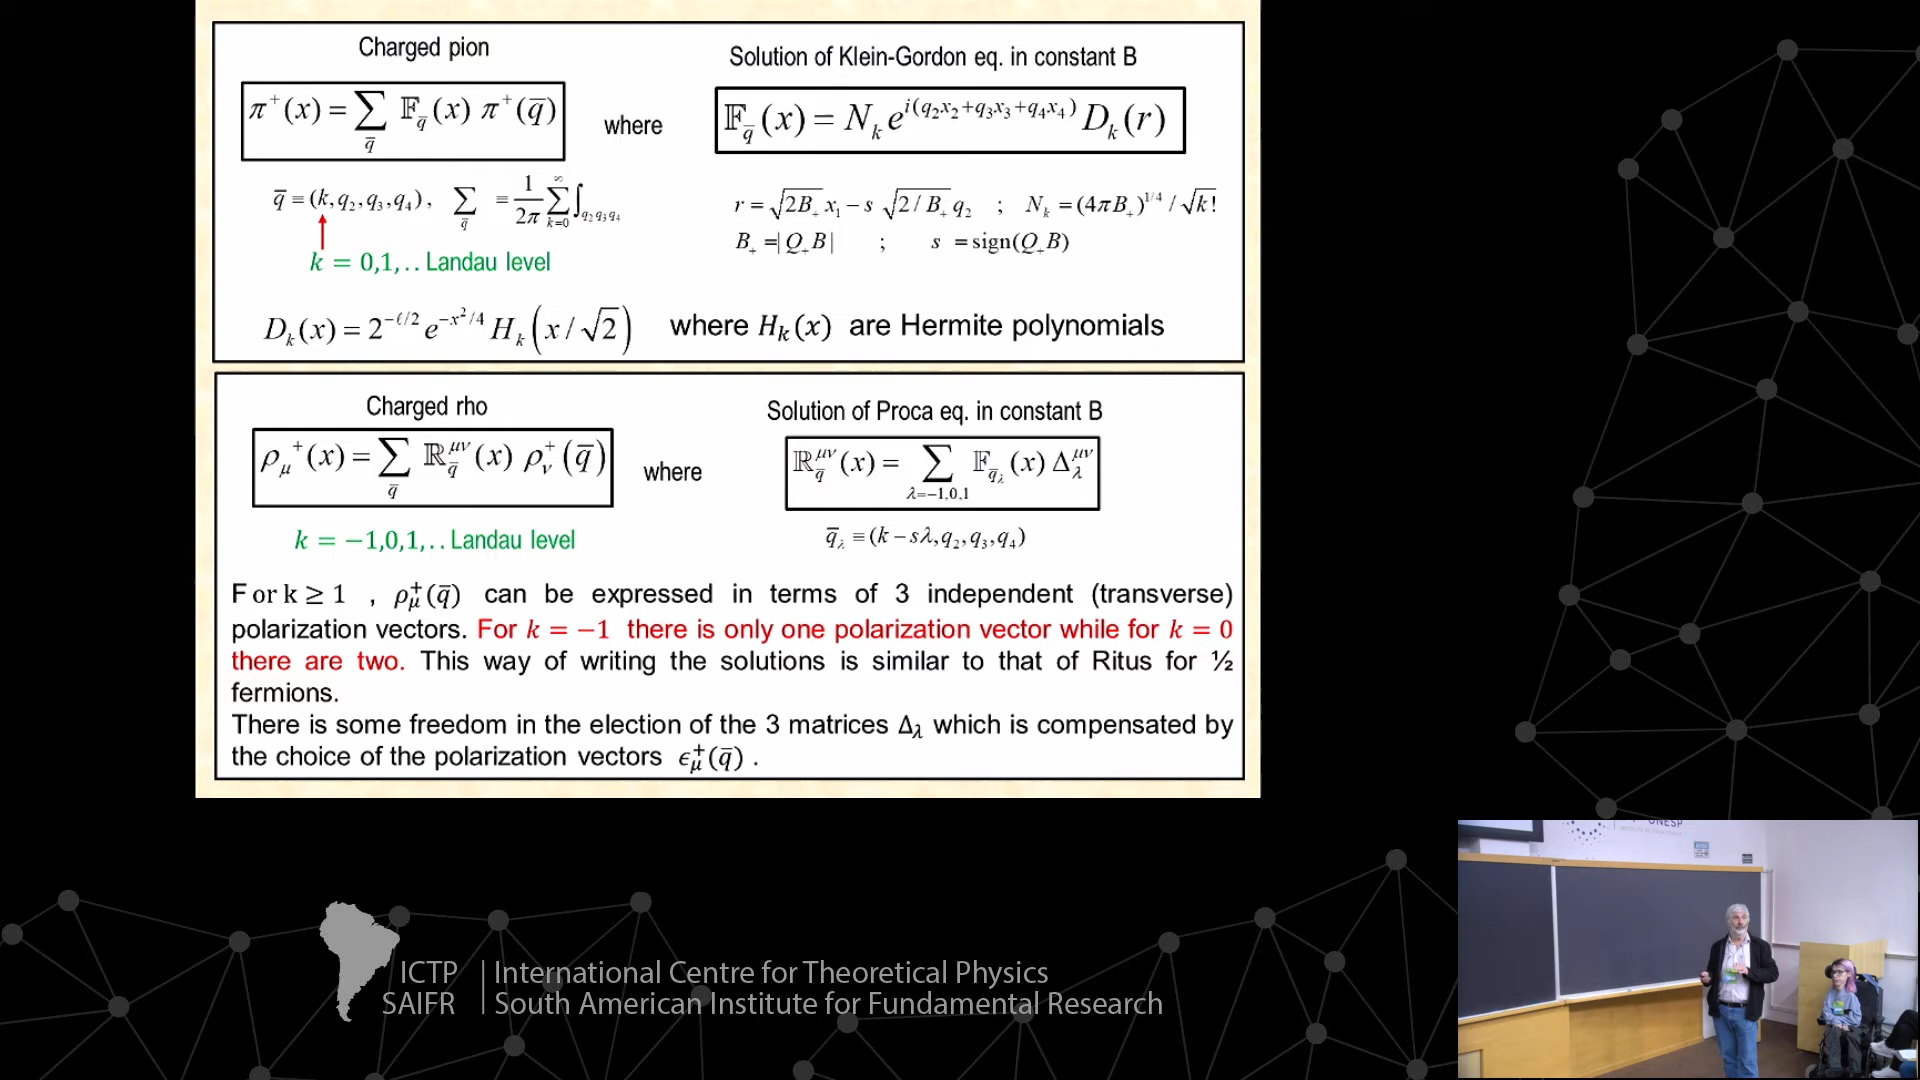 Charged pion
Solution of Klein-Gordon eq. in constant B
π⁺(x) = ∑_q̄ 𝔽_q̄(x) π⁺(q̄)
where
𝔽_q̄(x) = N_k e^{i(q₂x₂+q₃x₃+q₄x₄)} D_k(r)
q̄ ≡ (k, q₂, q₃, q₄), ∑_q̄ ≡ 1/2π ∑_{k=0}^∞ ∫_{q₂ q₃ q₄}
r = √2B₊ x₁ − s √2/B₊ q₂ ; N_k = (4πB₊)^{1/4} / √k!
B₊ = | Q₊B | ; s = sign(Q₊B)
k = 0,1,.. Landau level
D_k(x) = 2^{−ℓ/2} e^{−x²/4} H_k(x/√2) where H_k(x) are Hermite polynomials
Charged rho
Solution of Proca eq. in constant B
ρ_μ⁺(x) = ∑_q̄ ℝ_q̄^{μν}(x) ρ_ν⁺(q̄)
where
ℝ_q̄^{μν}(x) = ∑_{λ=−1,0,1} 𝔽_{q̄_λ}(x) Δ_λ^{μν}
k = −1,0,1,.. Landau level
q̄_λ ≡ (k − sλ, q₂, q₃, q₄)
For k ≥ 1 , ρ_μ⁺(q̄) can be expressed in terms of 3 independent (transverse)
polarization vectors. For k = −1 there is only one polarization vector while for k = 0
there are two. This way of writing the solutions is similar to that of Ritus for ½
fermions.
There is some freedom in the election of the 3 matrices Δ_λ which is compensated by
the choice of the polarization vectors ϵ_μ⁺(q̄) .
UNESP
ICTP | International Centre for Theoretical Physics
SAIFR | South American Institute for Fundamental Research